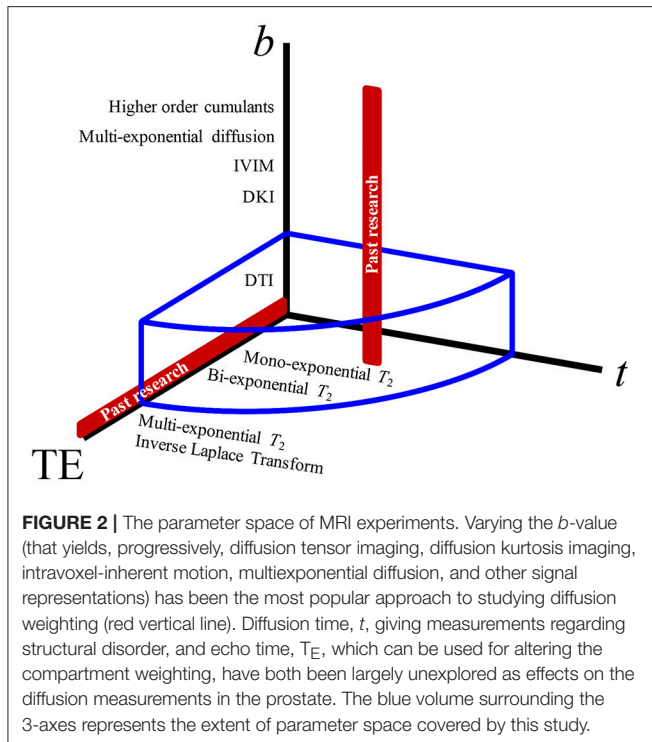 b
Higher order cumulants
Multi-exponential diffusion
IVIM
DKI
DTI
Past research
Past research
Mono-exponential T₂
Bi-exponential T₂
Multi-exponential T₂
Inverse Laplace Transform
t
TE
FIGURE 2 | The parameter space of MRI experiments. Varying the b-value
(that yields, progressively, diffusion tensor imaging, diffusion kurtosis imaging,
intravoxel-inherent motion, multiexponential diffusion, and other signal
representations) has been the most popular approach to studying diffusion
weighting (red vertical line). Diffusion time, t, giving measurements regarding
structural disorder, and echo time, T_E, which can be used for altering the
compartment weighting, have both been largely unexplored as effects on the
diffusion measurements in the prostate. The blue volume surrounding the
3-axes represents the extent of parameter space covered by this study.